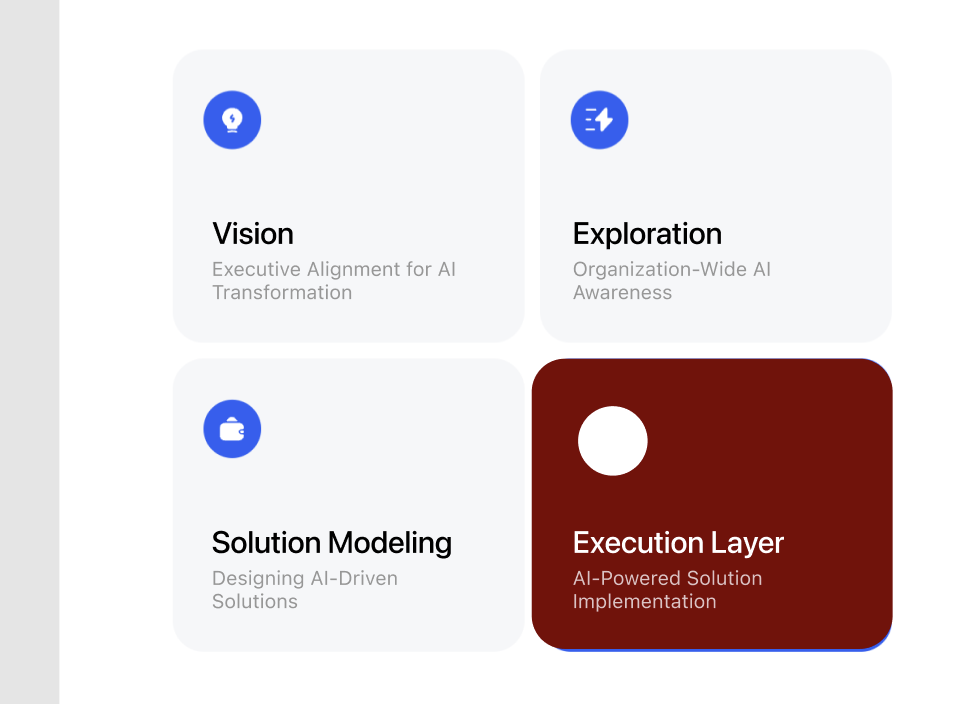 Vision
Executive Alignment for AI
Transformation
Exploration
Organization-Wide AI
Awareness
Solution Modeling
Designing AI-Driven
Solutions
Execution Layer
AI-Powered Solution
Implementation